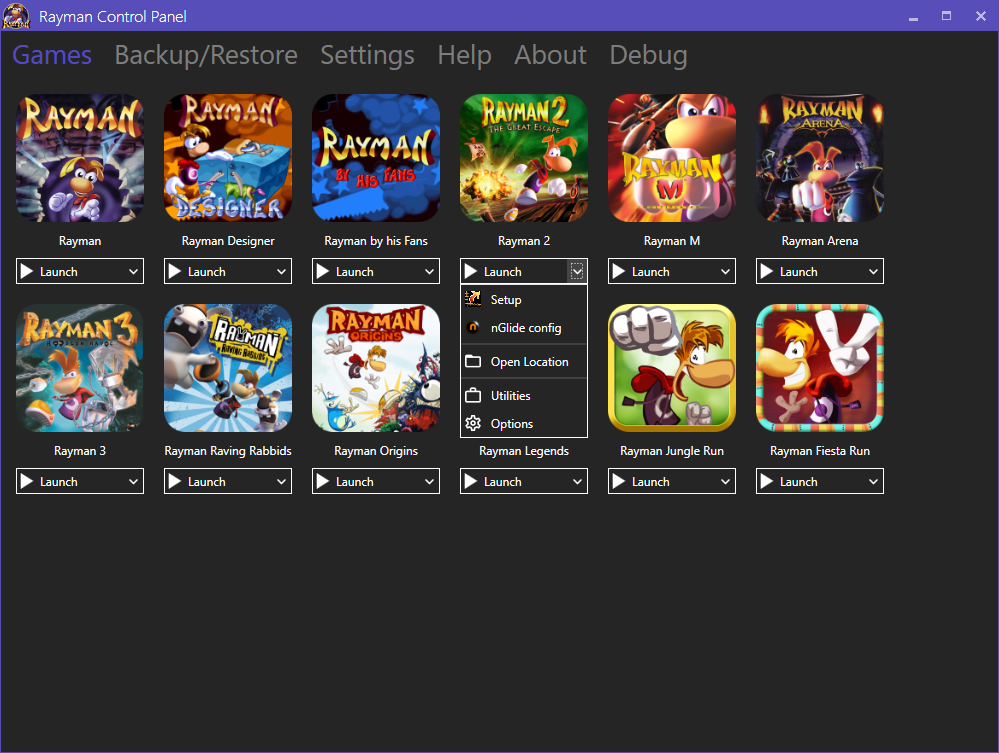 Rayman Control Panel
Games Backup/Restore Settings Help About Debug
RAYMAN
RAYMAN
DESIGNER
RAYMAN
BY HIS FANS
RAYMAN 2
THE GREAT ESCAPE
RAYMAN
M
RAYMAN
ARENA
Rayman
Rayman Designer
Rayman by his Fans
Rayman 2
Rayman M
Rayman Arena
Launch
Launch
Launch
Launch
Launch
Launch
Setup
nGlide config
Open Location
Utilities
Options
RAYMAN 3
HOODLUM HAVOC
RAYMAN
RAVING RABBIDS
RAYMAN
ORIGINS
Rayman 3
Rayman Raving Rabbids
Rayman Origins
Rayman Legends
Rayman Jungle Run
Rayman Fiesta Run
Launch
Launch
Launch
Launch
Launch
Launch